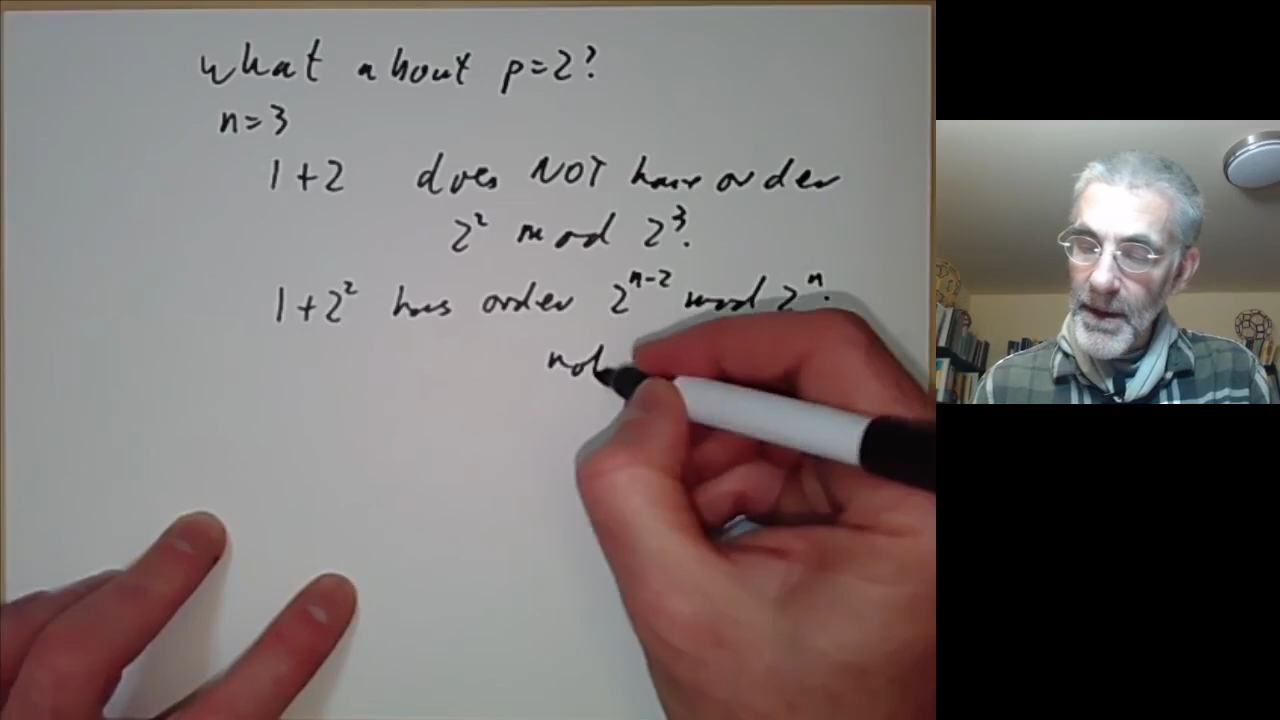 what about p=2?
n=3
1+2 does NOT have order
2² mod 2³.
1+2² has order 2ⁿ⁻² mod 2ⁿ.
not